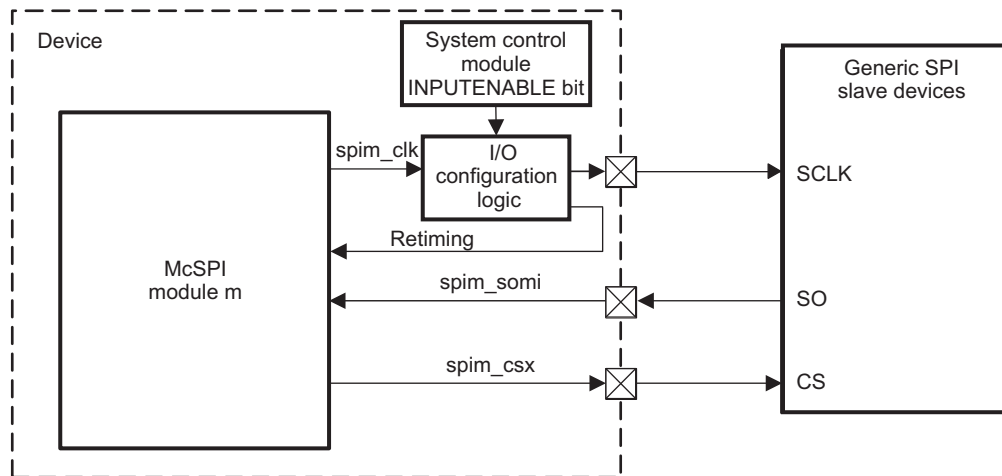 Device
System control
module
INPUTENABLE bit
Generic SPI
slave devices
spim_clk
I/O
configuration
logic
SCLK
Retiming
McSPI
module m
spim_somi
SO
spim_csx
CS